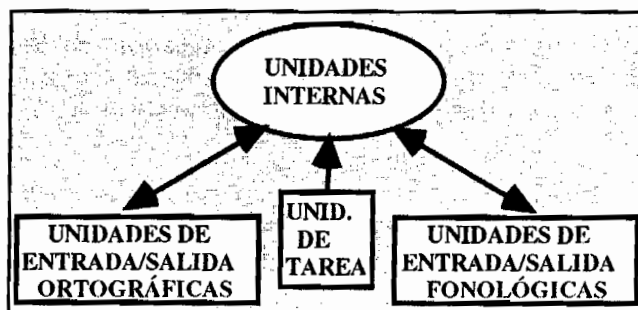 UNIDADES
INTERNAS
UNIDADES DE
ENTRADA/SALIDA
ORTOGRÁFICAS
UNID.
DE
TAREA
UNIDADES DE
ENTRADA/SALIDA
FONOLÓGICAS